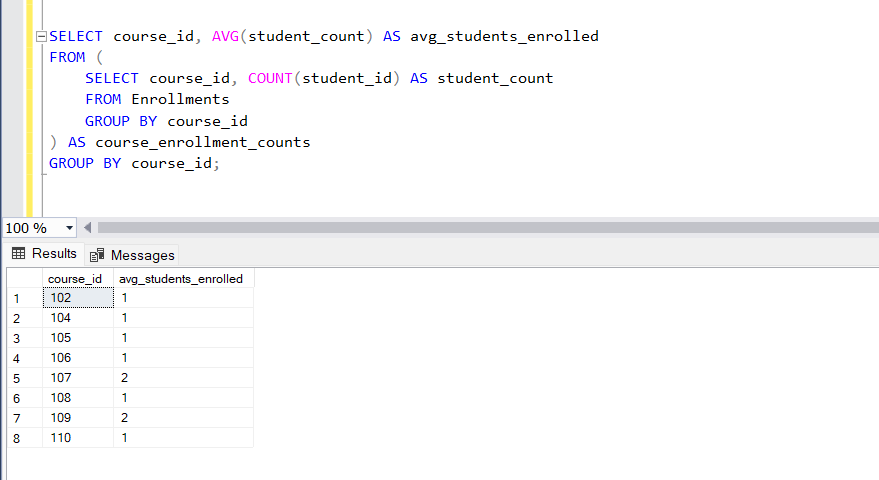 SELECT course_id, AVG(student_count) AS avg_students_enrolled
FROM (
SELECT course_id, COUNT(student_id) AS student_count
FROM Enrollments
GROUP BY course_id
) AS course_enrollment_counts
GROUP BY course_id;
100 %
Results Messages
course_id avg_students_enrolled
1 102 1
2 104 1
3 105 1
4 106 1
5 107 2
6 108 1
7 109 2
8 110 1